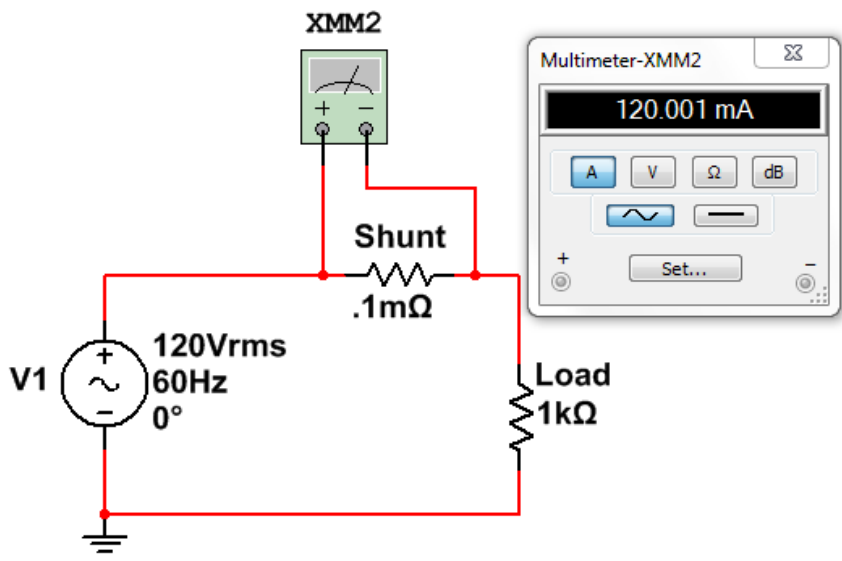 XMM2
Multimeter-XMM2
120.001 mA
A V Ω dB
+ −
+ −
Set...
Shunt
.1mΩ
V1
120Vrms
60Hz
0°
+
−
Load
1kΩ